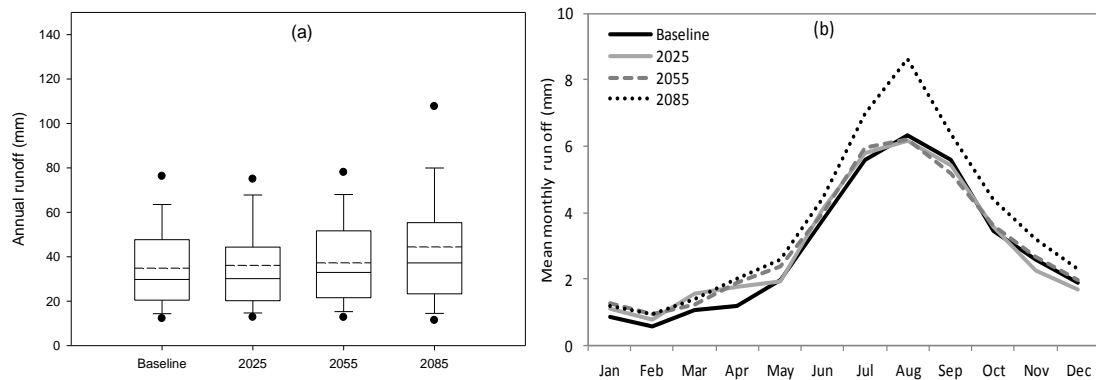 (a)
Annual runoff (mm)
140
120
100
80
60
40
20
0
Baseline 2025 2055 2085
(b)
Mean monthly run off (mm)
10
8
6
4
2
0
Baseline
2025
2055
2085
Jan Feb Mar Apr May Jun Jul Aug Sep Oct Nov Dec